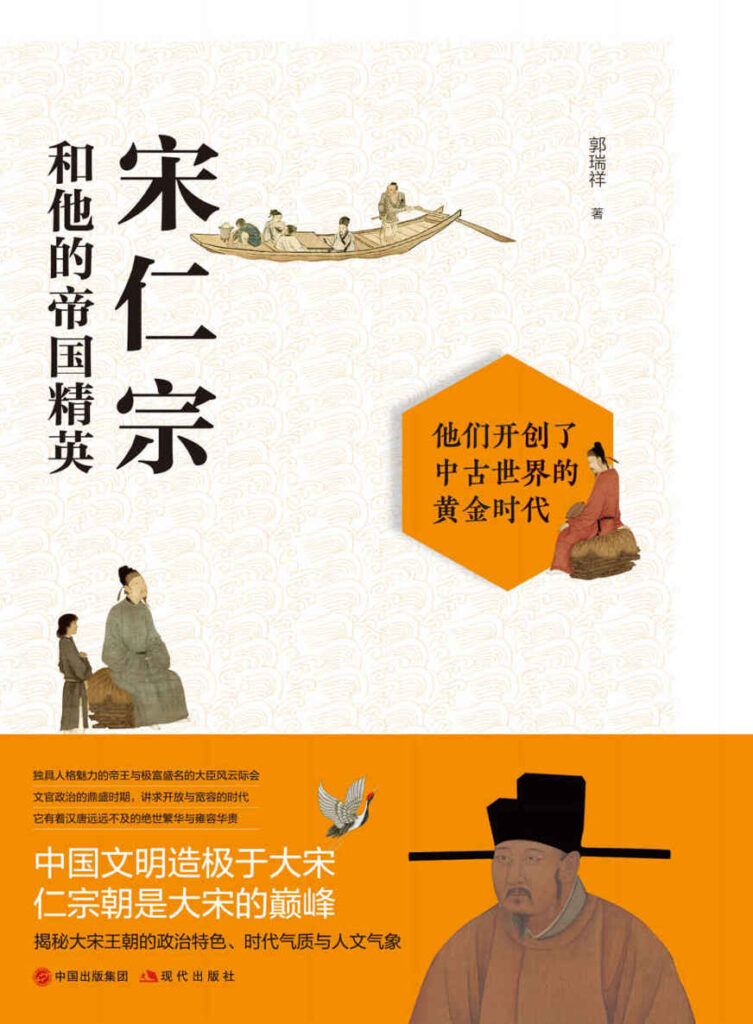 宋仁宗
和他的帝国精英
郭瑞祥 著
他们开创了
中古世界的
黄金时代
独具人格魅力的帝王与极富盛名的大臣风云际会
文官政治的鼎盛时期，讲求开放与宽容的时代
它有着汉唐远远不及的绝世繁华与雍容华贵
中国文明造极于大宋
仁宗朝是大宋的巅峰
揭秘大宋王朝的政治特色、时代气质与人文气象
中国出版集团 现代出版社